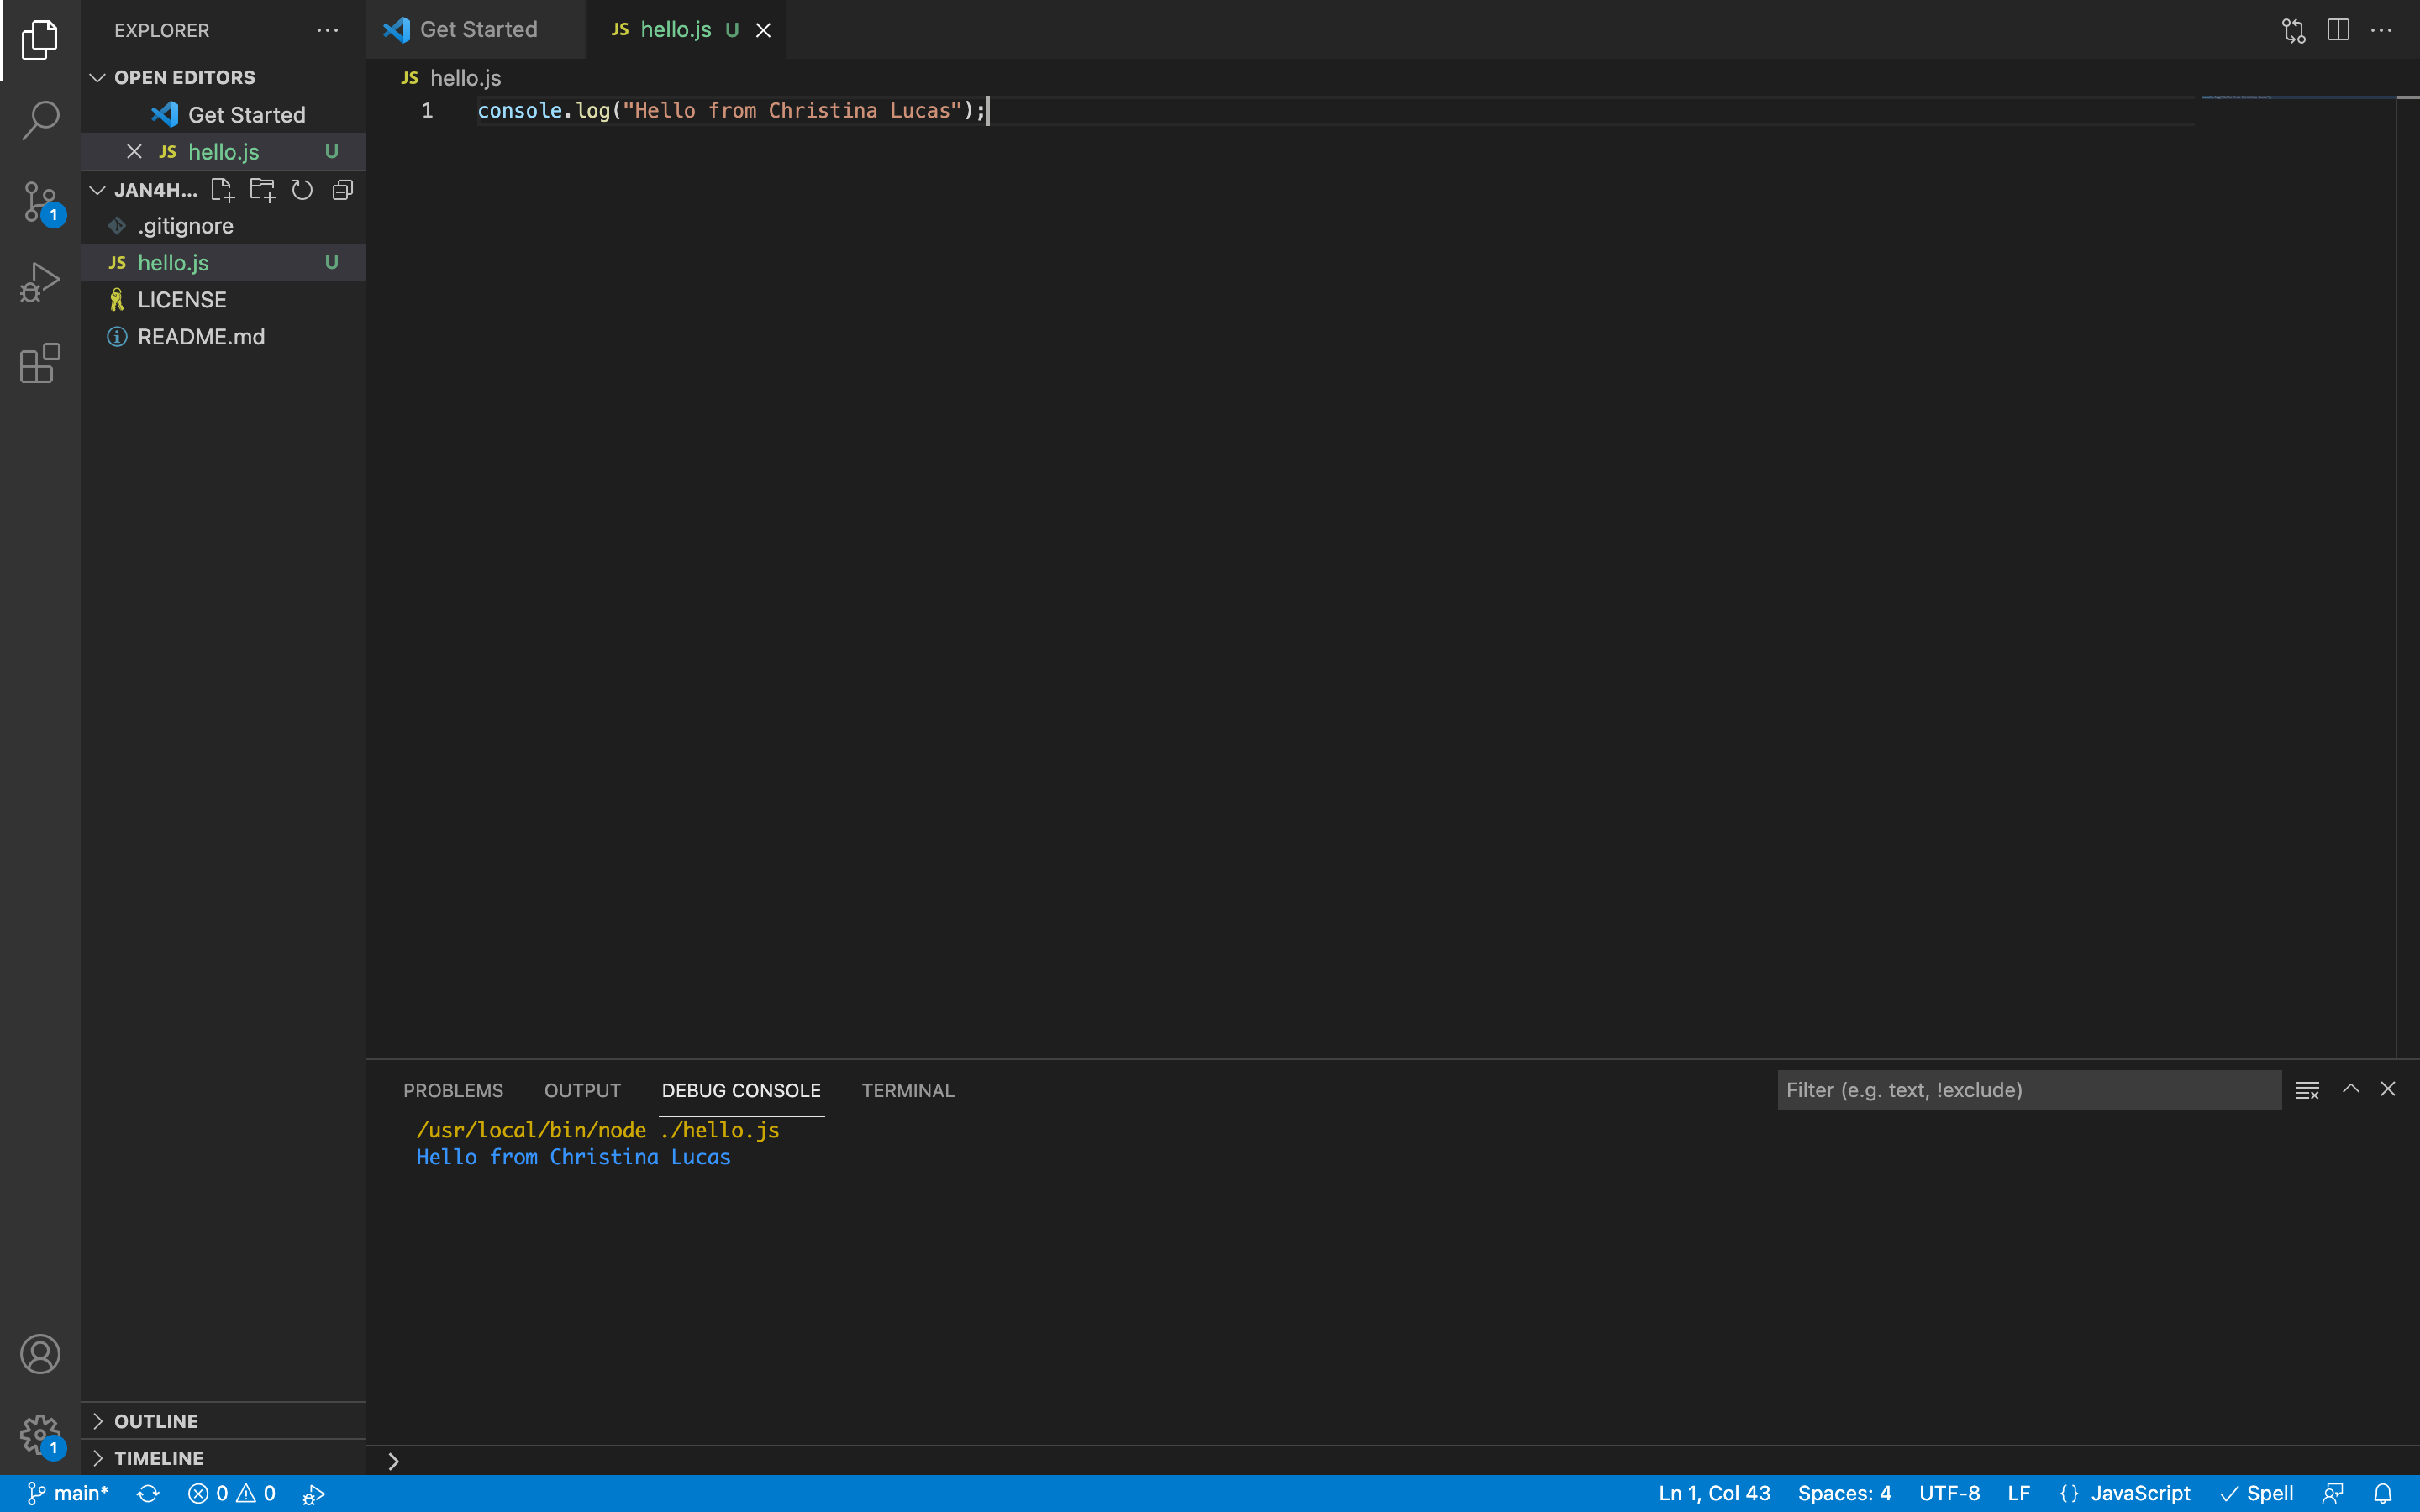 EXPLORER
OPEN EDITORS
Get Started
JS hello.js U
JAN4H...
.gitignore
JS hello.js U
LICENSE
README.md
OUTLINE
TIMELINE
1
1
Get Started
JS hello.js U
JS hello.js
1 console.log("Hello from Christina Lucas");
PROBLEMS OUTPUT DEBUG CONSOLE TERMINAL
Filter (e.g. text, !exclude)
/usr/local/bin/node ./hello.js
Hello from Christina Lucas
main* 0 0 Ln 1, Col 43 Spaces: 4 UTF-8 LF {} JavaScript Spell